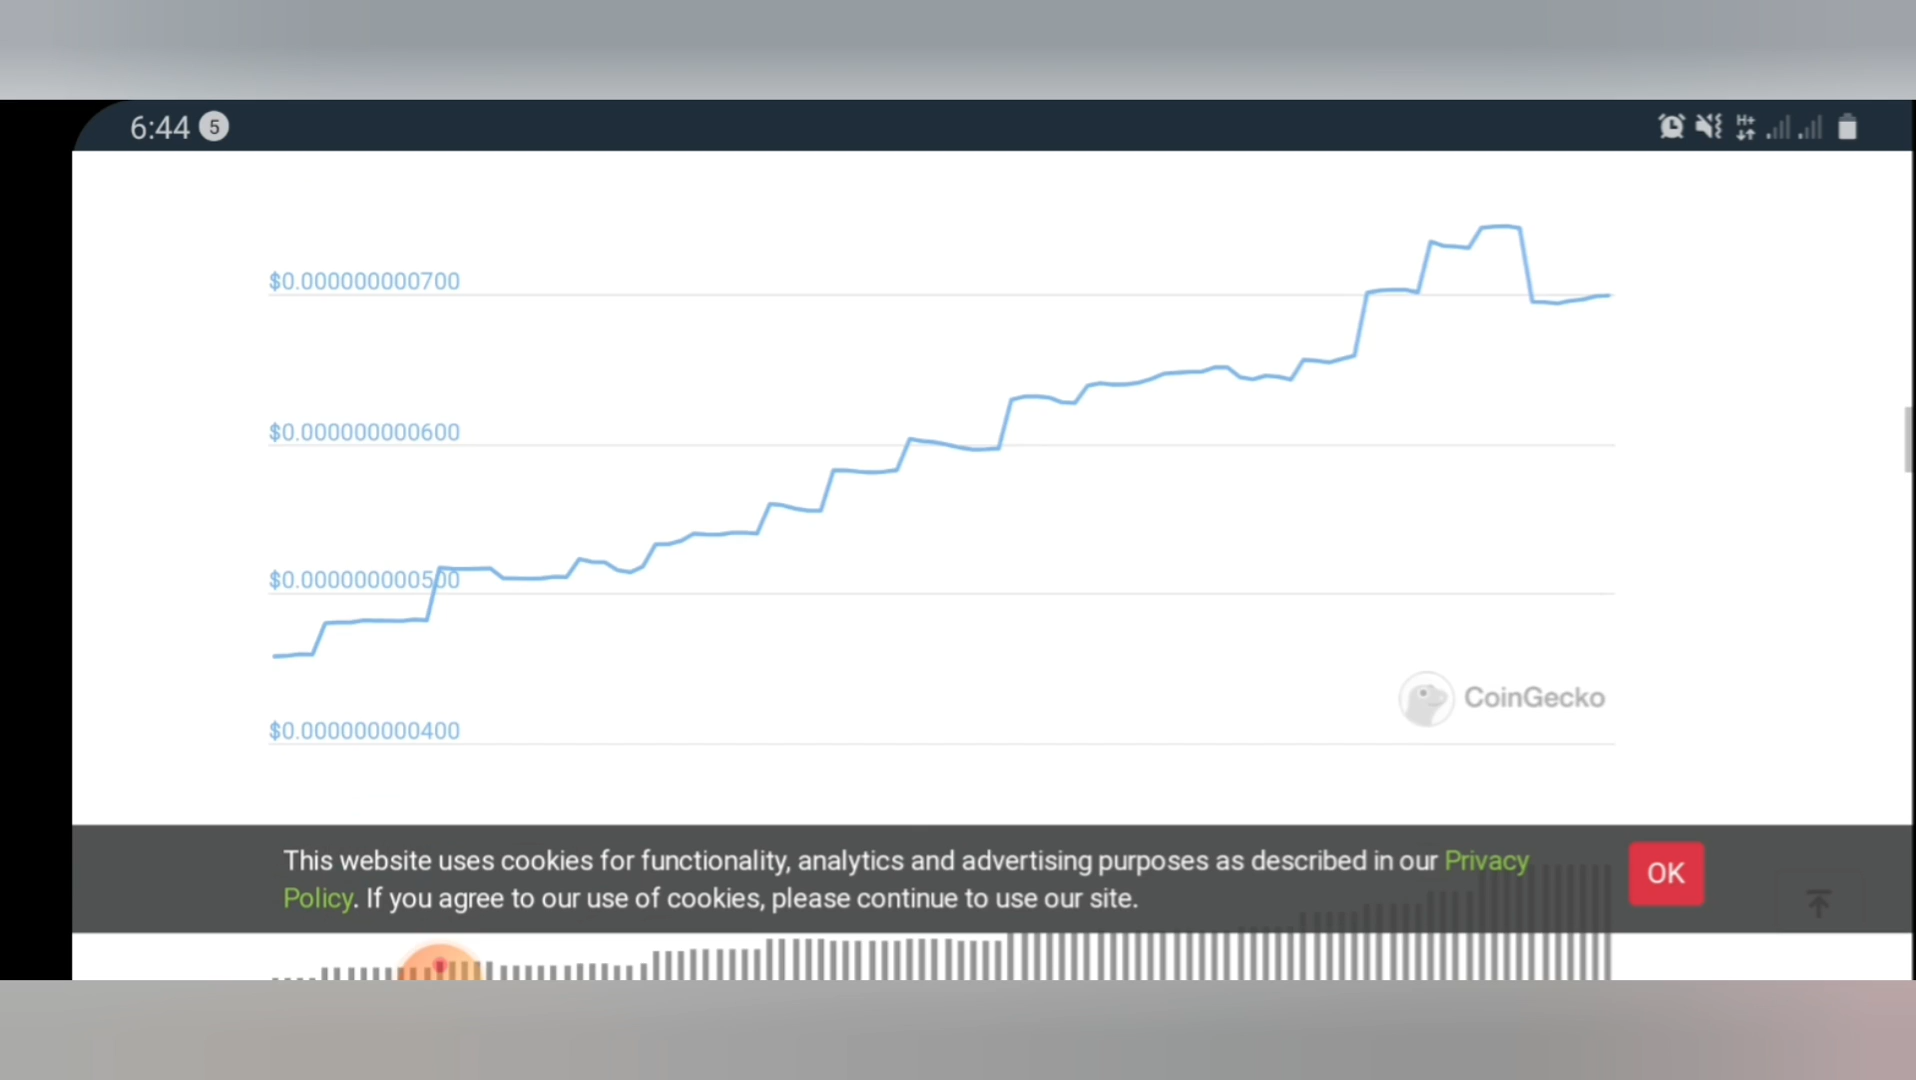 6:44 5
H+
$0.000000000700
$0.000000000600
$0.000000000500
CoinGecko
$0.000000000400
This website uses cookies for functionality, analytics and advertising purposes as described in our Privacy
Policy. If you agree to our use of cookies, please continue to use our site.
OK